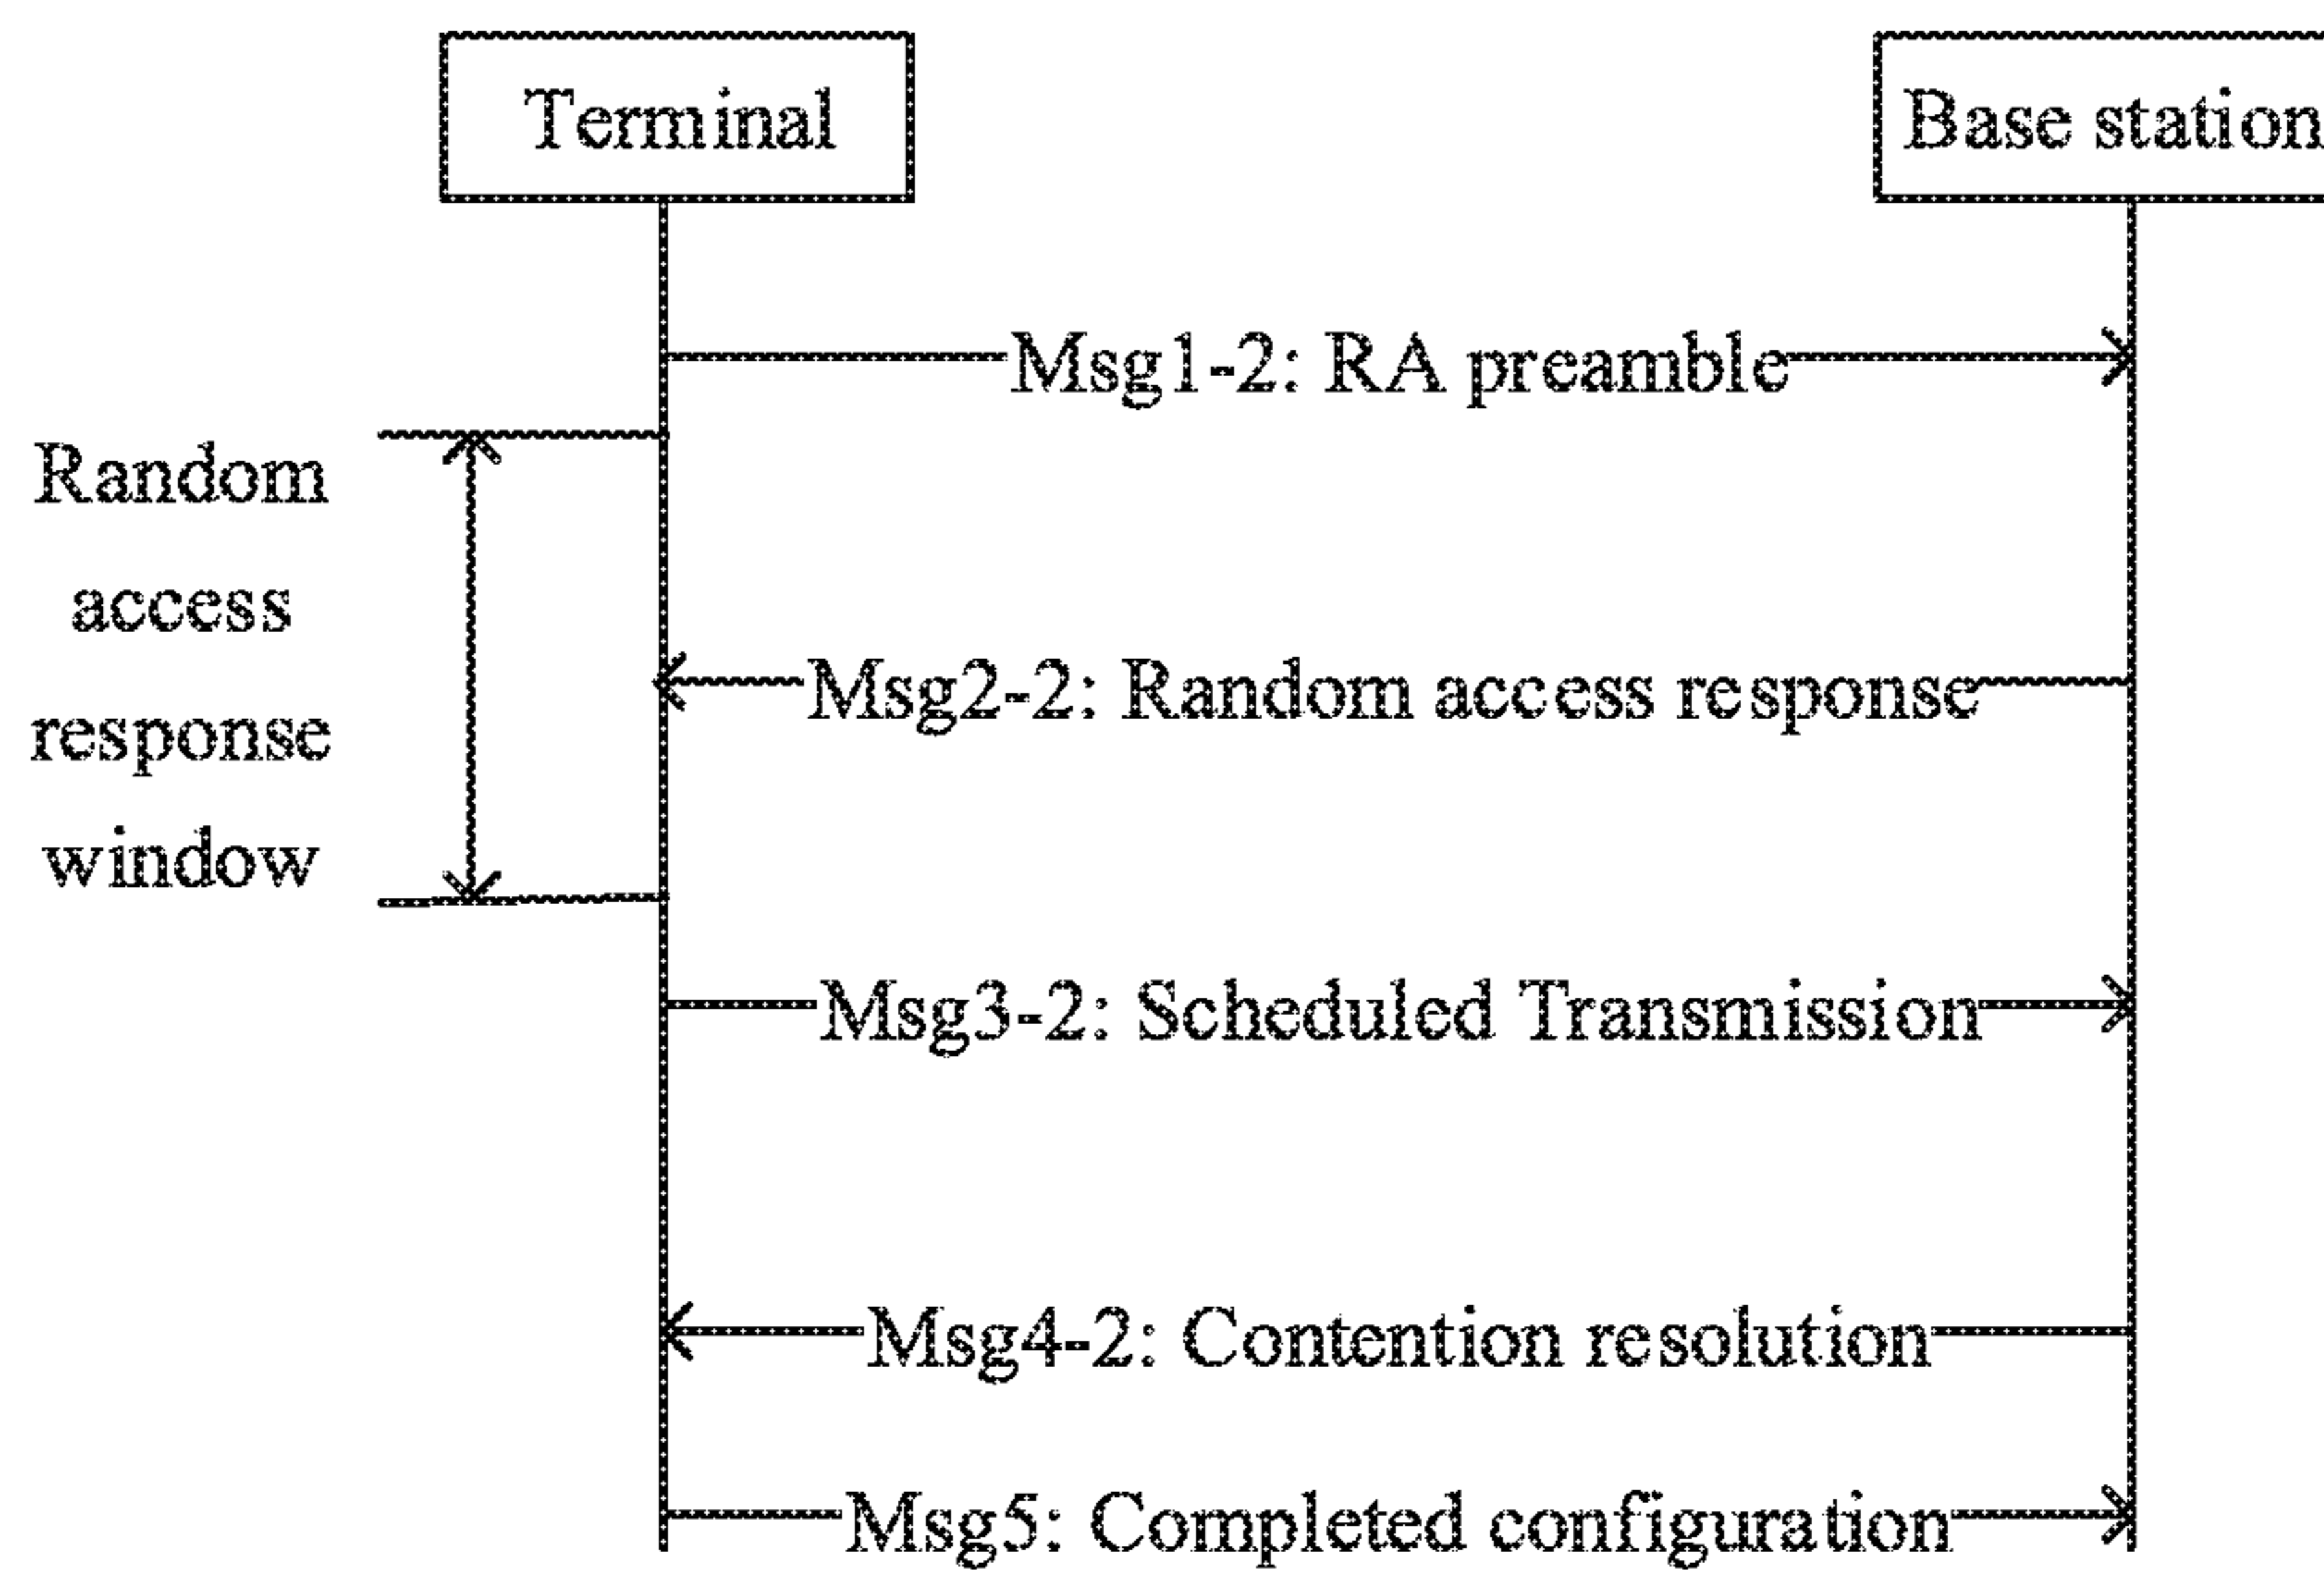 Terminal
Base station
Msg1-2: RA preamble
Random
access
response
window
Msg2-2: Random access response
Msg3-2: Scheduled Transmission
Msg4-2: Contention resolution
Msg5: Completed configuration